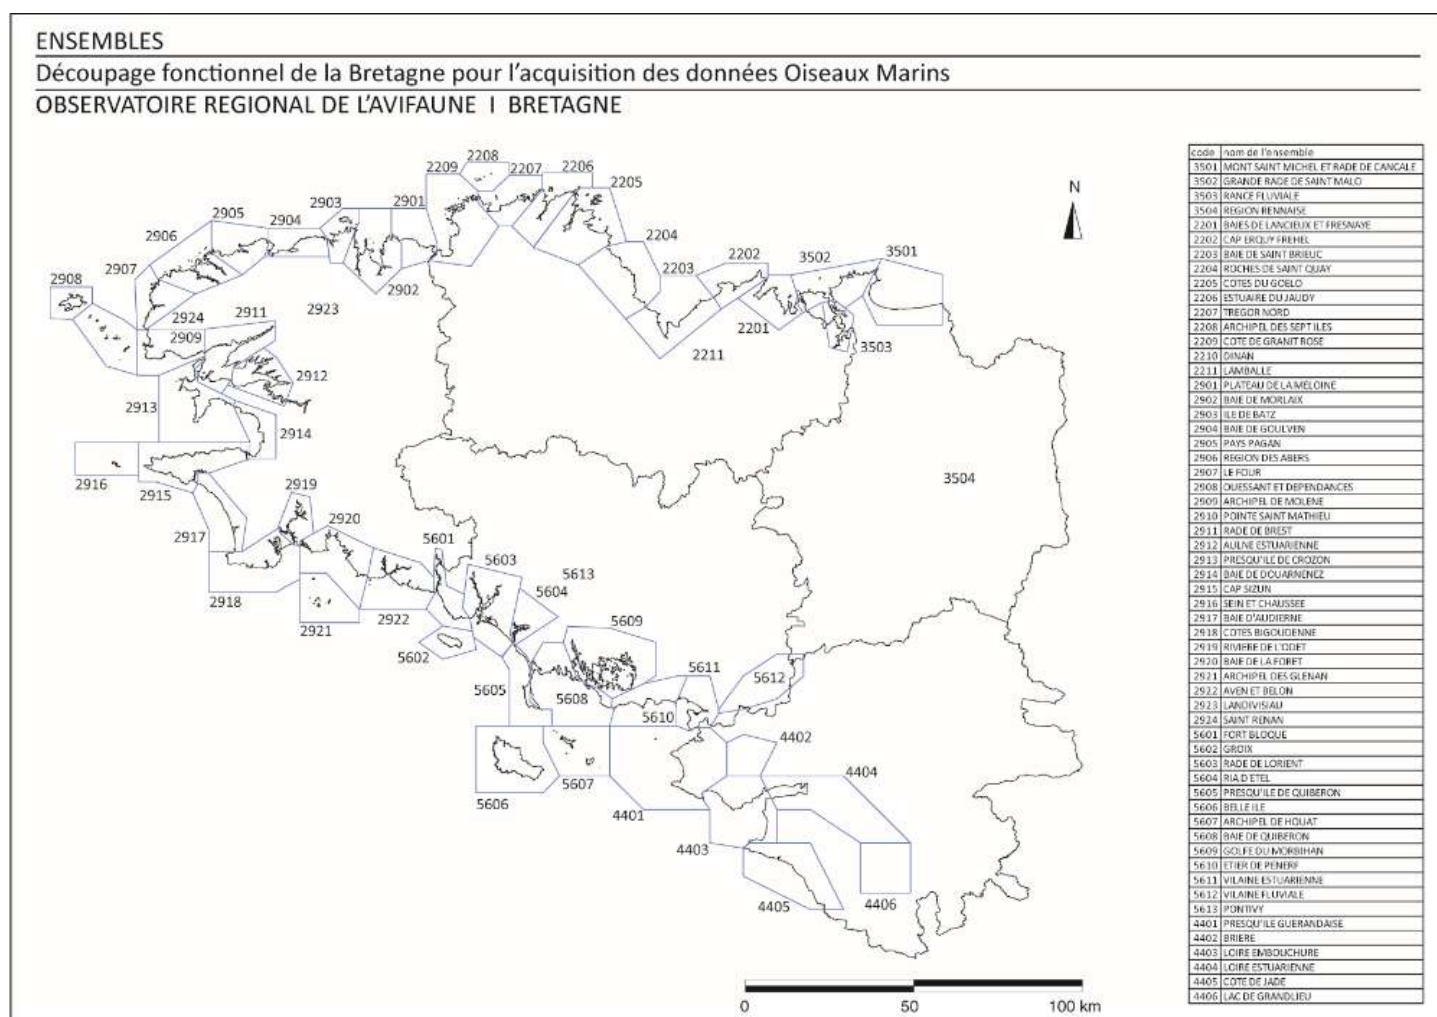 ENSEMBLES
Découpage fonctionnel de la Bretagne pour l'acquisition des données Oiseaux Marins
OBSERVATOIRE REGIONAL DE L'AVIFAUNE I BRETAGNE
2208
2209
2207
2206
2205
2903
2901
2905
2904
2906
2204
2202
3502
3501
2907
2203
2908
2902
2911
2923
2924
2909
2201
3503
2211
2912
2913
2914
3504
2916
2915
2919
2920
2917
5601
5603
5613
5604
2918
2922
2921
5609
5602
5611
5612
5605
5608
5610
4402
4404
5607
5606
4401
4403
4405
4406
N
0 50 100 km
code nom de l'ensemble
3501 MONT SAINT MICHEL ET RADE DE CANCALE
3502 GRANDE RADE DE SAINT MALO
3503 RANCE FLUVIALE
3504 REGION RENNAISE
2201 BAIES DE LANCIEUX ET FRESNAYE
2202 CAP ERQUY FREHEL
2203 BAIE DE SAINT BRIEUC
2204 ROCHES DE SAINT QUAY
2205 COTES DU GOELO
2206 ESTUAIRE DU JAUDY
2207 TREGOR NORD
2208 ARCHIPEL DES SEPT ILES
2209 COTE DE GRANIT ROSE
2210 DINAN
2211 LAMBALLE
2901 PLATEAU DE LA MELOINE
2902 BAIE DE MORLAIX
2903 ILE DE BATZ
2904 BAIE DE GOULVEN
2905 PAYS PAGAN
2906 REGION DES ABERS
2907 LE FOUR
2908 OUESSANT ET DEPENDANCES
2909 ARCHIPEL DE MOLENE
2910 POINTE SAINT MATHIEU
2911 RADE DE BREST
2912 AULNE ESTUARIENNE
2913 PRESQU'ILE DE CROZON
2914 BAIE DE DOUARNENEZ
2915 CAP SIZUN
2916 SEIN ET CHAUSSEE
2917 BAIE D'AUDIERNE
2918 COTES BIGOUDENNE
2919 RIVIERE DE L'ODET
2920 BAIE DE LA FORET
2921 ARCHIPEL DES GLENAN
2922 AVEN ET BELON
2923 LANDIVISIAU
2924 SAINT RENAN
5601 FORT BLOQUE
5602 GROIX
5603 RADE DE LORIENT
5604 RIA D'ETEL
5605 PRESQU'ILE DE QUIBERON
5606 BELLE ILE
5607 ARCHIPEL DE HOUAT
5608 BAIE DE QUIBERON
5609 GOLFE DU MORBIHAN
5610 ETIER DE PENERF
5611 VILAINE ESTUARIENNE
5612 VILAINE FLUVIALE
5613 PONTIVY
4401 PRESQU'ILE GUERANDAISE
4402 BRIERE
4403 LOIRE EMBOUCHURE
4404 LOIRE ESTUARIENNE
4405 COTE DE JADE
4406 LAC DE GRANDLIEU